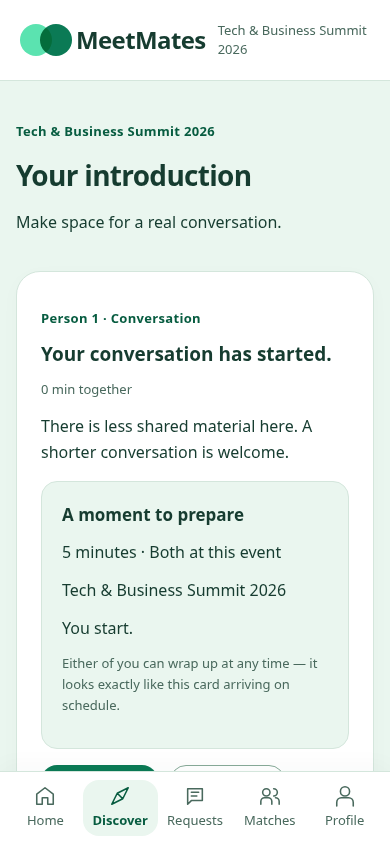 MeetMates
Tech & Business Summit
2026
Tech & Business Summit 2026
Your introduction
Make space for a real conversation.
Person 1 · Conversation
Your conversation has started.
0 min together
There is less shared material here. A
shorter conversation is welcome.
A moment to prepare
5 minutes · Both at this event
Tech & Business Summit 2026
You start.
Either of you can wrap up at any time — it
looks exactly like this card arriving on
schedule.
Home
Discover
Requests
Matches
Profile